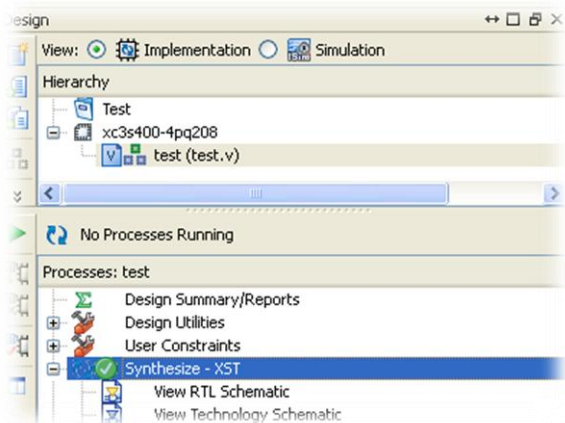 Design
View: Implementation Simulation
Hierarchy
Test
xc3s400-4pq208
test (test.v)
No Processes Running
Processes: test
Design Summary/Reports
Design Utilities
User Constraints
Synthesize - XST
View RTL Schematic
View Technology Schematic